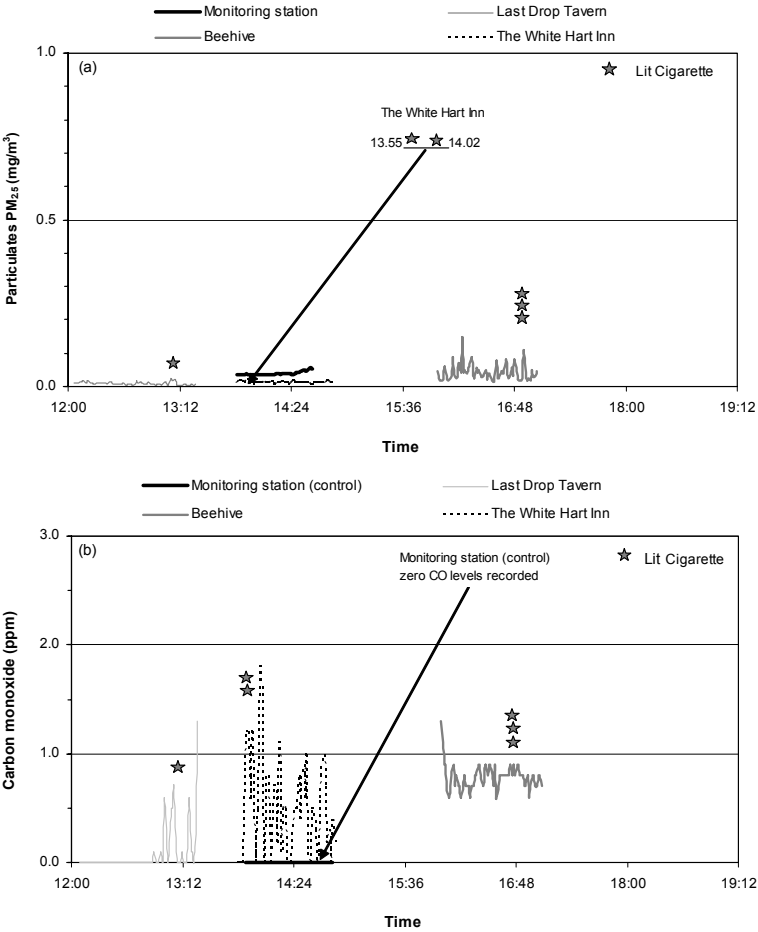 Monitoring station
Last Drop Tavern
Beehive
The White Hart Inn
1.0
(a)
Lit Cigarette
The White Hart Inn
13.55
14.02
Particulates PM2.5 (mg/m³)
0.5
0.0
12:00
13:12
14:24
15:36
16:48
18:00
19:12
Time
Monitoring station (control)
Last Drop Tavern
Beehive
The White Hart Inn
3.0
(b)
Monitoring station (control)
zero CO levels recorded
Lit Cigarette
Carbon monoxide (ppm)
2.0
1.0
0.0
12:00
13:12
14:24
15:36
16:48
18:00
19:12
Time